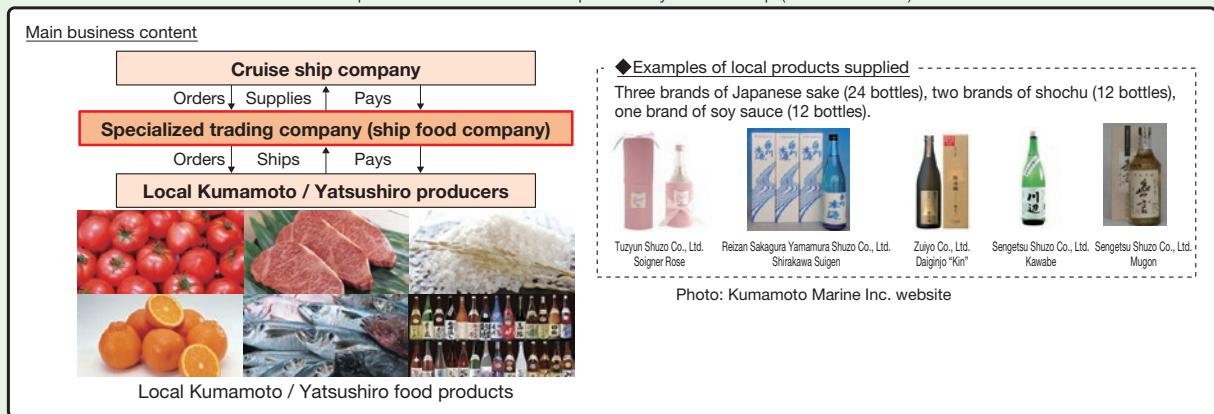 Main business content
Cruise ship company
Orders Supplies Pays
Specialized trading company (ship food company)
Orders Ships Pays
Local Kumamoto / Yatsushiro producers
Local Kumamoto / Yatsushiro food products
◆Examples of local products supplied
Three brands of Japanese sake (24 bottles), two brands of shochu (12 bottles),
one brand of soy sauce (12 bottles).
川辺
Tuzyun Shuzo Co., Ltd.
Soigner Rose
Reizan Sakagura Yamamura Shuzo Co., Ltd.
Shirakawa Suigen
Zuiyo Co., Ltd.
Daiginjo "Kin"
Sengetsu Shuzo Co., Ltd.
Kawabe
Sengetsu Shuzo Co., Ltd.
Mugon
Photo: Kumamoto Marine Inc. website